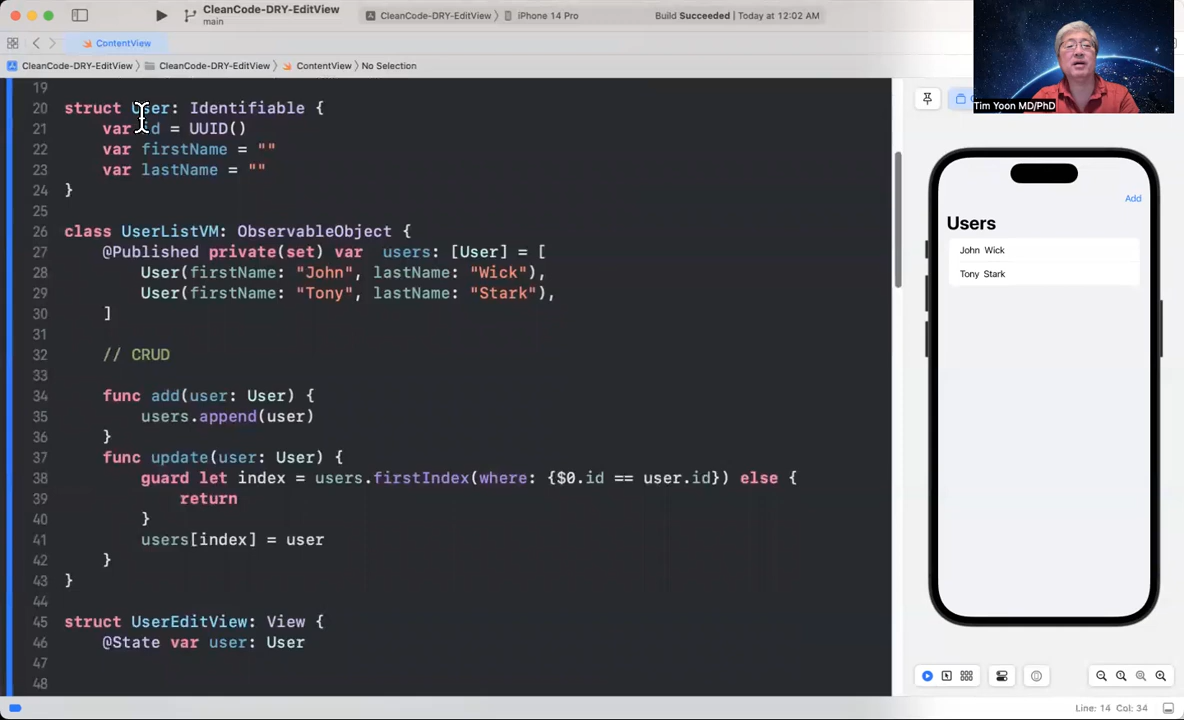 CleanCode-DRY-EditView
main
CleanCode-DRY-EditView
iPhone 14 Pro
Build Succeeded | Today at 12:02 AM
ContentView
CleanCode-DRY-EditView
CleanCode-DRY-EditView
ContentView
No Selection
Tim Yoon MD/PhD
19
20 struct User: Identifiable {
21 var id = UUID()
22 var firstName = ""
23 var lastName = ""
24 }
25
26 class UserListVM: ObservableObject {
27 @Published private(set) var  users: [User] = [
28 User(firstName: "John", lastName: "Wick"),
29 User(firstName: "Tony", lastName: "Stark"),
30 ]
31
32 // CRUD
33
34 func add(user: User) {
35 users.append(user)
36 }
37 func update(user: User) {
38 guard let index = users.firstIndex(where: {$0.id == user.id}) else {
39 return
40 }
41 users[index] = user
42 }
43 }
44
45 struct UserEditView: View {
46 @State var user: User
47
48
Add
Users
John Wick
Tony Stark
Line: 14 Col: 34